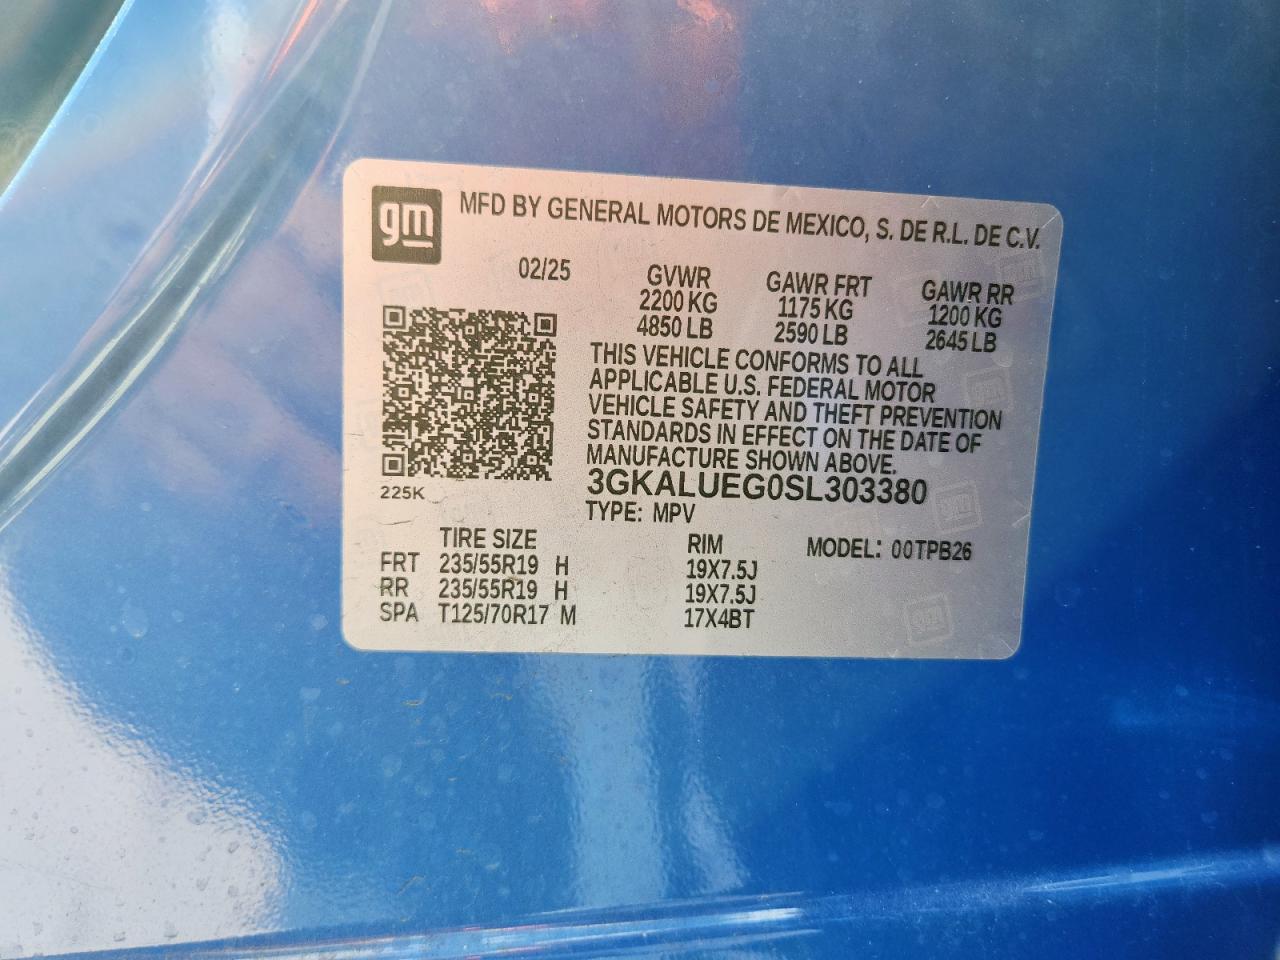 gm
MFD BY GENERAL MOTORS DE MEXICO, S. DE R.L. DE C.V.
02/25 GVWR GAWR FRT GAWR RR
2200 KG 1175 KG 1200 KG
4850 LB 2590 LB 2645 LB
THIS VEHICLE CONFORMS TO ALL
APPLICABLE U.S. FEDERAL MOTOR
VEHICLE SAFETY AND THEFT PREVENTION
STANDARDS IN EFFECT ON THE DATE OF
MANUFACTURE SHOWN ABOVE.
225K
3GKALUEG0SL303380
TYPE: MPV
TIRE SIZE RIM MODEL: 00TPB26
FRT 235/55R19 H 19X7.5J
RR 235/55R19 H 19X7.5J
SPA T125/70R17 M 17X4BT